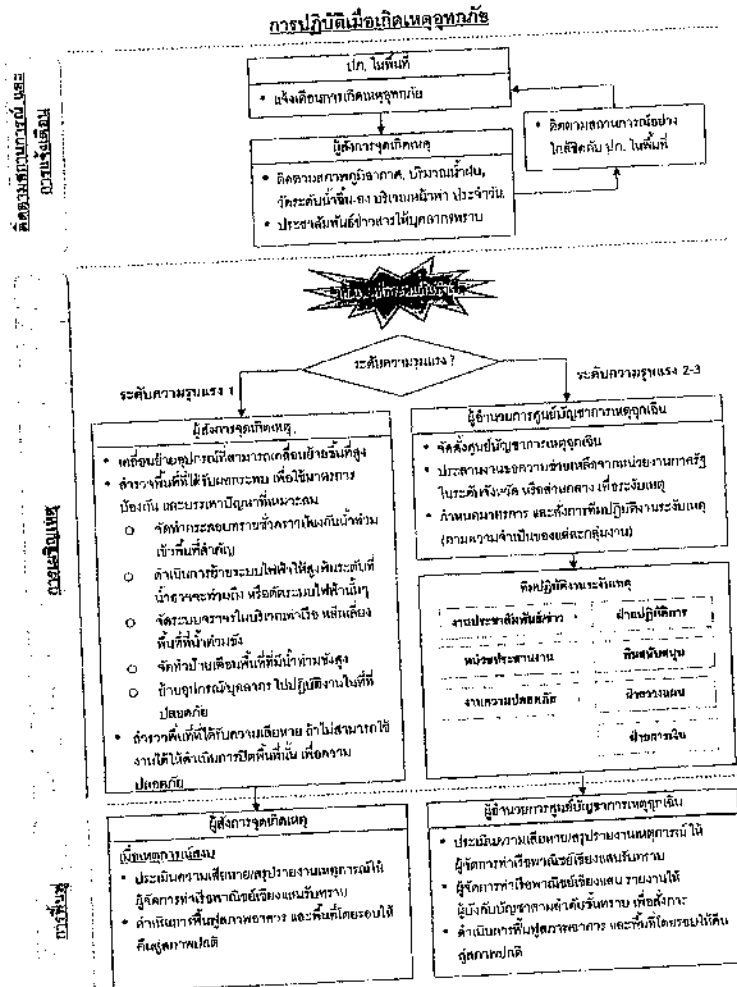 การปฏิบัติเมื่อเกิดเหตุอุทกภัย
ติดตามสถานการณ์ และ
การแจ้งเตือน
ปภ. ในพื้นที่
• แจ้งเตือนการเกิดเหตุอุทกภัย
ผู้สั่งการจุดเกิดเหตุ
• ติดตามสภาพภูมิอากาศ, ปริมาณน้ำฝน,
วัดระดับน้ำขึ้น-ลง บริเวณหน้าท่า ประจำวัน
• ประชาสัมพันธ์ข่าวสารให้บุคลากรทราบ
• ติดตามสถานการณ์อย่าง
ใกล้ชิดกับ ปภ. ในพื้นที่
ระดับความรุนแรง ?
ระดับความรุนแรง 1
ระดับความรุนแรง 2-3
ผู้สั่งการจุดเกิดเหตุ
• เคลื่อนย้ายอุปกรณ์ที่สามารถเคลื่อนย้ายขึ้นที่สูง
• สำรวจพื้นที่ที่ได้รับผลกระทบ เพื่อใช้มาตรการ
ป้องกัน และบรรเทาปัญหาที่เหมาะสม
○ จัดทำกระสอบทรายชั่วคราวป้องกันน้ำท่วม
เข้าพื้นที่สำคัญ
○ ดำเนินการย้ายระบบไฟฟ้าให้สูงพ้นระดับที่
น้ำอาจจะท่วมถึง หรือตัดระบบไฟฟ้านั้นๆ
○ จัดระบบจราจรในบริเวณท่าเรือ หลีกเลี่ยง
พื้นที่ที่น้ำท่วมขัง
○ จัดทำป้ายเตือนพื้นที่ที่มีน้ำท่วมขังสูง
○ ย้ายอุปกรณ์/บุคลากร ไปปฏิบัติงานในที่ที่
ปลอดภัย
• สำรวจพื้นที่ที่ได้รับความเสียหาย ถ้าไม่สามารถใช้
งานได้ให้ดำเนินการปิดพื้นที่นั้น เพื่อความ
ปลอดภัย
ผู้อำนวยการศูนย์บัญชาการเหตุฉุกเฉิน
• จัดตั้งศูนย์บัญชาการเหตุฉุกเฉิน
• ประสานงานขอความช่วยเหลือจากหน่วยงานภาครัฐ
ในระดับจังหวัด หรือส่วนกลาง เพื่อระงับเหตุ
• กำหนดมาตรการ และสั่งการทีมปฏิบัติงานระงับเหตุ
(ตามความจำเป็นของแต่ละกลุ่มงาน)
ทีมปฏิบัติงานระงับเหตุ
งานประชาสัมพันธ์/ข่าว
ฝ่ายปฏิบัติการ
หน่วยประสานงาน
ทีมสนับสนุน
งานความปลอดภัย
ฝ่ายวางแผน
ฝ่ายการเงิน
การฟื้นฟู
ผู้สั่งการจุดเกิดเหตุ
เมื่อเหตุการณ์สงบ
• ประเมินความเสียหาย/สรุปรายงานเหตุการณ์ให้
ผู้จัดการท่าเรือพาณิชย์เชียงแสนรับทราบ
• ดำเนินการฟื้นฟูสภาพอาคาร และพื้นที่โดยรอบให้
คืนสู่สภาพปกติ
ผู้อำนวยการศูนย์บัญชาการเหตุฉุกเฉิน
• ประเมินความเสียหาย/สรุปรายงานเหตุการณ์ ให้
ผู้จัดการท่าเรือพาณิชย์เชียงแสนรับทราบ
• ผู้จัดการท่าเรือพาณิชย์เชียงแสน รายงานให้
ผู้บังคับบัญชาตามลำดับชั้นทราบ เพื่อสั่งการ
• ดำเนินการฟื้นฟูสภาพอาคาร และพื้นที่โดยรอบให้คืน
สู่สภาพปกติ